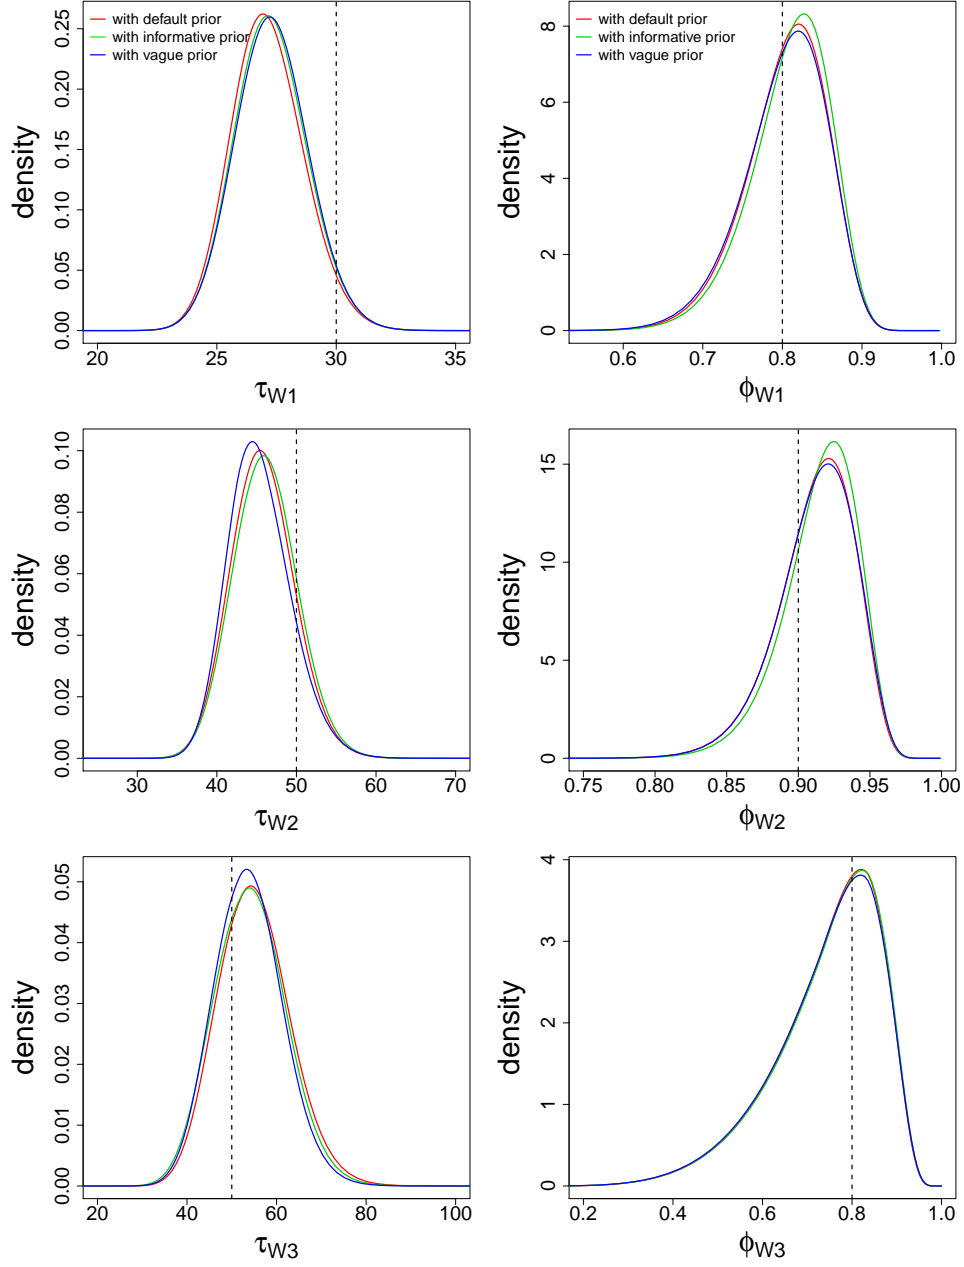 with default prior
with informative prior
with vague prior
density
0.00 0.05 0.10 0.15 0.20 0.25
20 25 30 35
τW1
with default prior
with informative prior
with vague prior
density
0 2 4 6 8
0.6 0.7 0.8 0.9 1.0
ϕW1
density
0.00 0.02 0.04 0.06 0.08 0.10
30 40 50 60 70
τW2
density
0 5 10 15
0.75 0.80 0.85 0.90 0.95 1.00
ϕW2
density
0.00 0.01 0.02 0.03 0.04 0.05
20 40 60 80 100
τW3
density
0 1 2 3 4
0.2 0.4 0.6 0.8 1.0
ϕW3